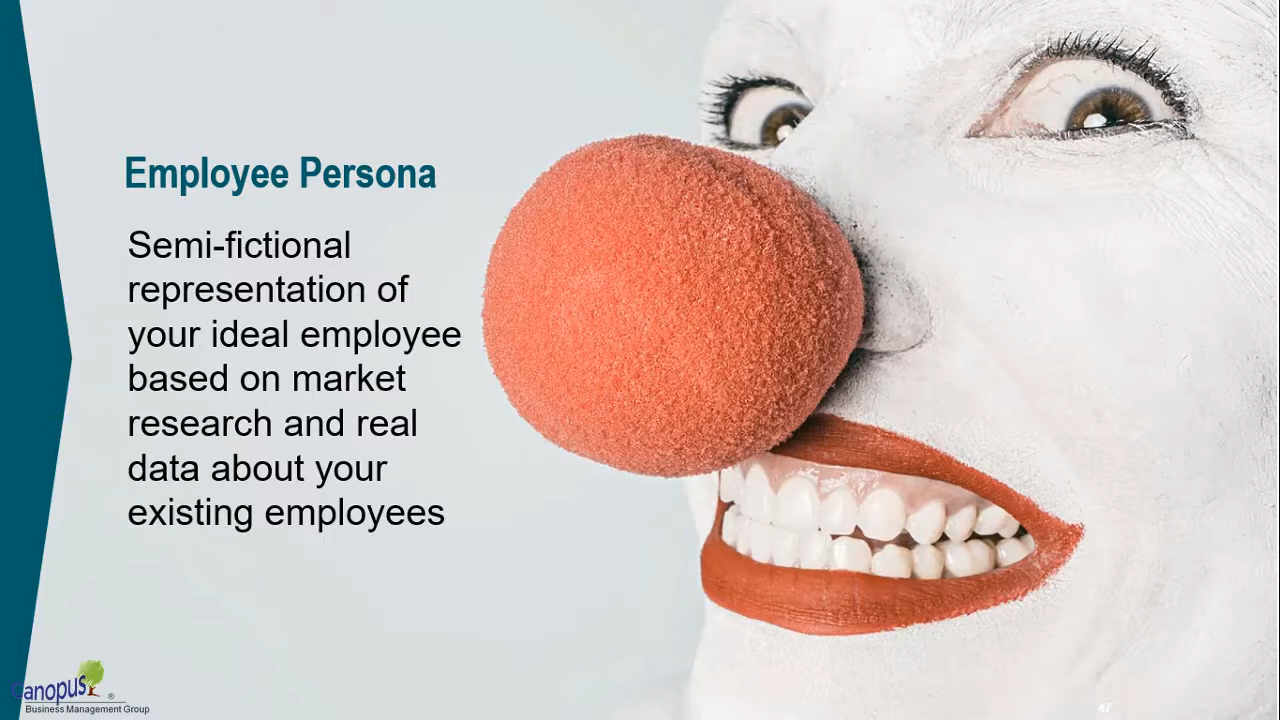 Employee Persona
Semi-fictional
representation of
your ideal employee
based on market
research and real
data about your
existing employees
Canopus
®
Business Management Group
47